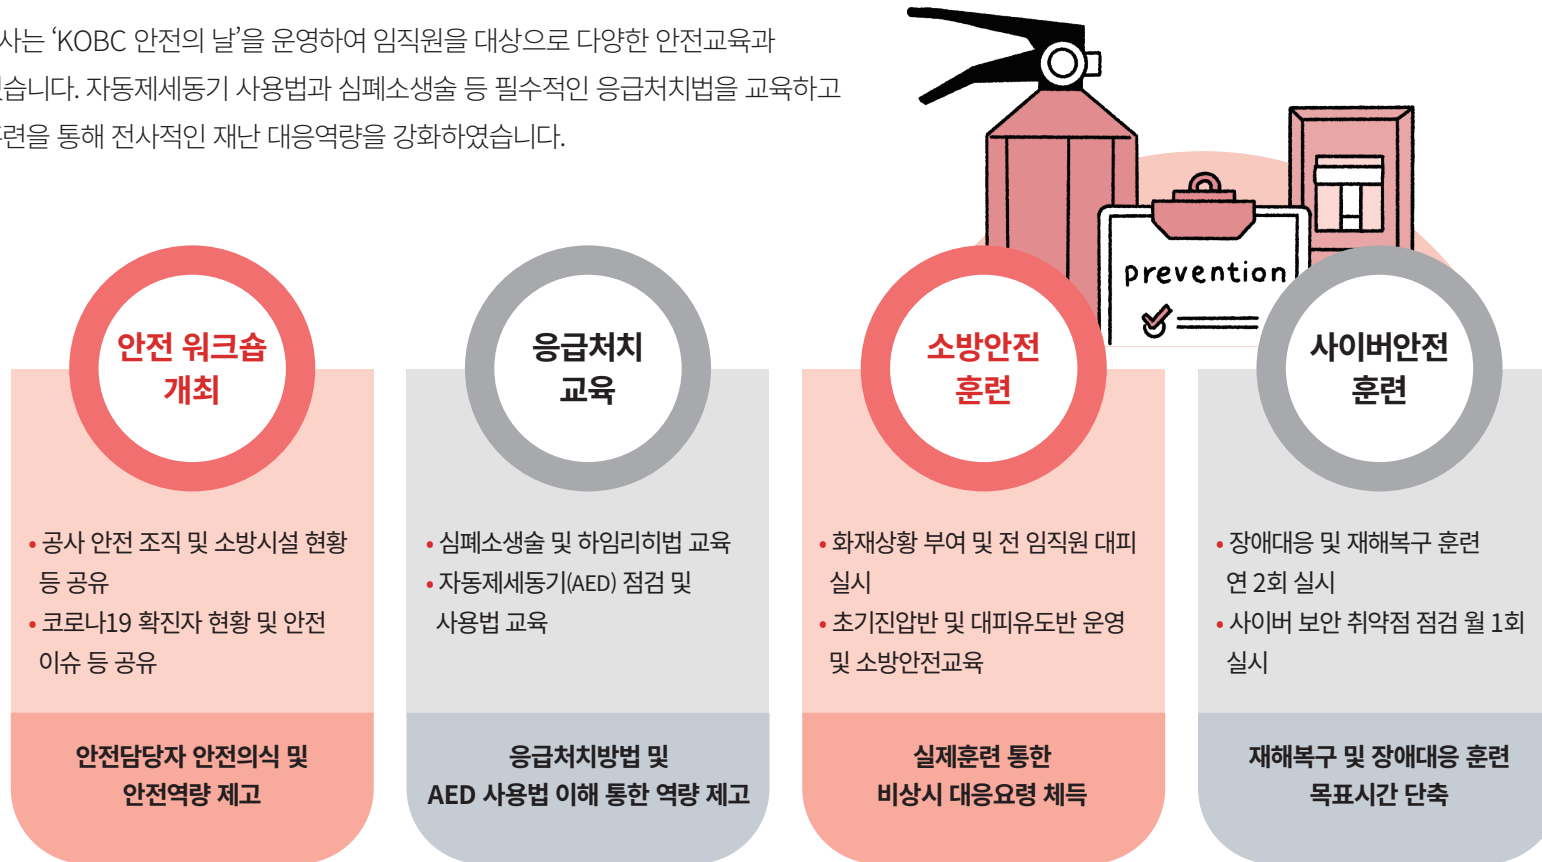 사는 ‘KOBC 안전의 날’을 운영하여 임직원을 대상으로 다양한 안전교육과
습니다. 자동제세동기 사용법과 심폐소생술 등 필수적인 응급처치법을 교육하고
련을 통해 전사적인 재난 대응역량을 강화하였습니다.
prevention
안전 워크숍
개최
• 공사 안전 조직 및 소방시설 현황
등 공유
• 코로나19 확진자 현황 및 안전
이슈 등 공유
안전담당자 안전의식 및
안전역량 제고
응급처치
교육
• 심폐소생술 및 하임리히법 교육
• 자동제세동기(AED) 점검 및
사용법 교육
응급처치방법 및
AED 사용법 이해 통한 역량 제고
소방안전
훈련
• 화재상황 부여 및 전 임직원 대피
실시
• 초기진압반 및 대피유도반 운영
및 소방안전교육
실제훈련 통한
비상시 대응요령 체득
사이버안전
훈련
• 장애대응 및 재해복구 훈련
연 2회 실시
• 사이버 보안 취약점 점검 월 1회
실시
재해복구 및 장애대응 훈련
목표시간 단축